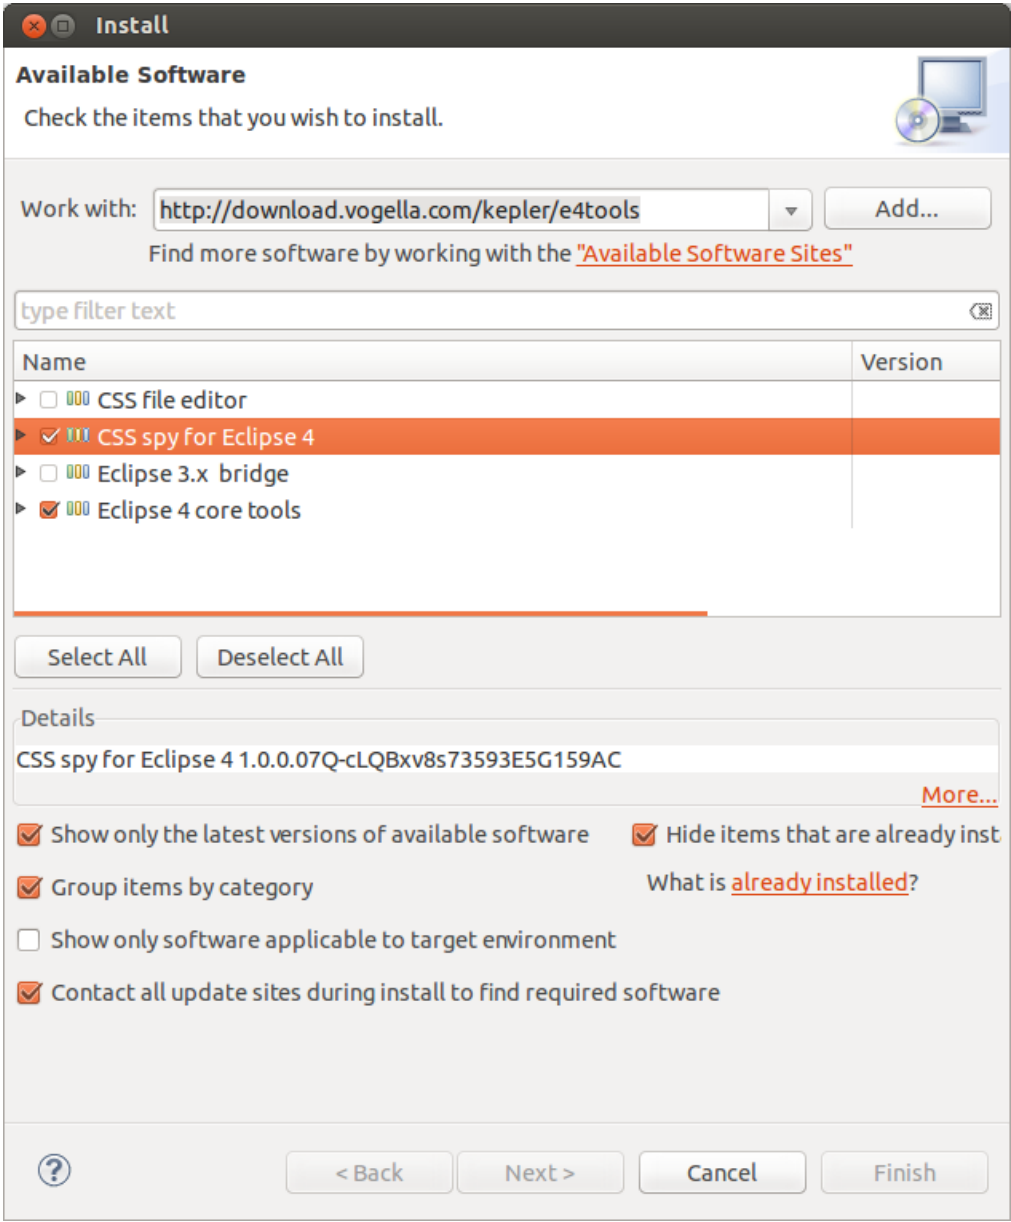 Install
Available Software
Check the items that you wish to install.
Work with: http://download.vogella.com/kepler/e4tools Add...
Find more software by working with the "Available Software Sites"
type filter text
Name Version
CSS file editor
CSS spy for Eclipse 4
Eclipse 3.x bridge
Eclipse 4 core tools
Select All Deselect All
Details
CSS spy for Eclipse 4 1.0.0.07Q-cLQBxv8s73593E5G159AC
More...
Show only the latest versions of available software Hide items that are already inst
Group items by category What is already installed?
Show only software applicable to target environment
Contact all update sites during install to find required software
? < Back Next > Cancel Finish